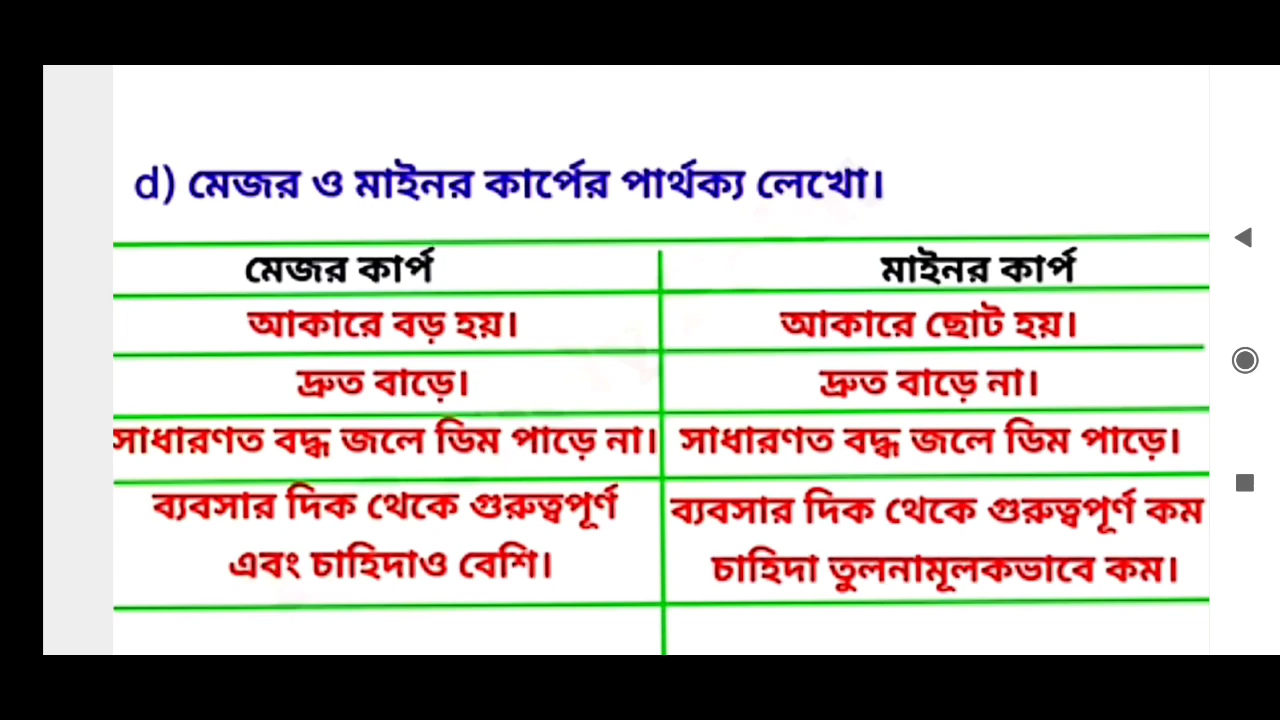 d) মেজর ও মাইনর কার্পের পার্থক্য লেখো।
মেজর কার্প	মাইনর কার্প
আকারে বড় হয়।	আকারে ছোট হয়।
দ্রুত বাড়ে।	দ্রুত বাড়ে না।
সাধারণত বদ্ধ জলে ডিম পাড়ে না।	সাধারণত বদ্ধ জলে ডিম পাড়ে।
ব্যবসার দিক থেকে গুরুত্বপূর্ণ	ব্যবসার দিক থেকে গুরুত্বপূর্ণ কম
এবং চাহিদাও বেশি।	চাহিদা তুলনামূলকভাবে কম।